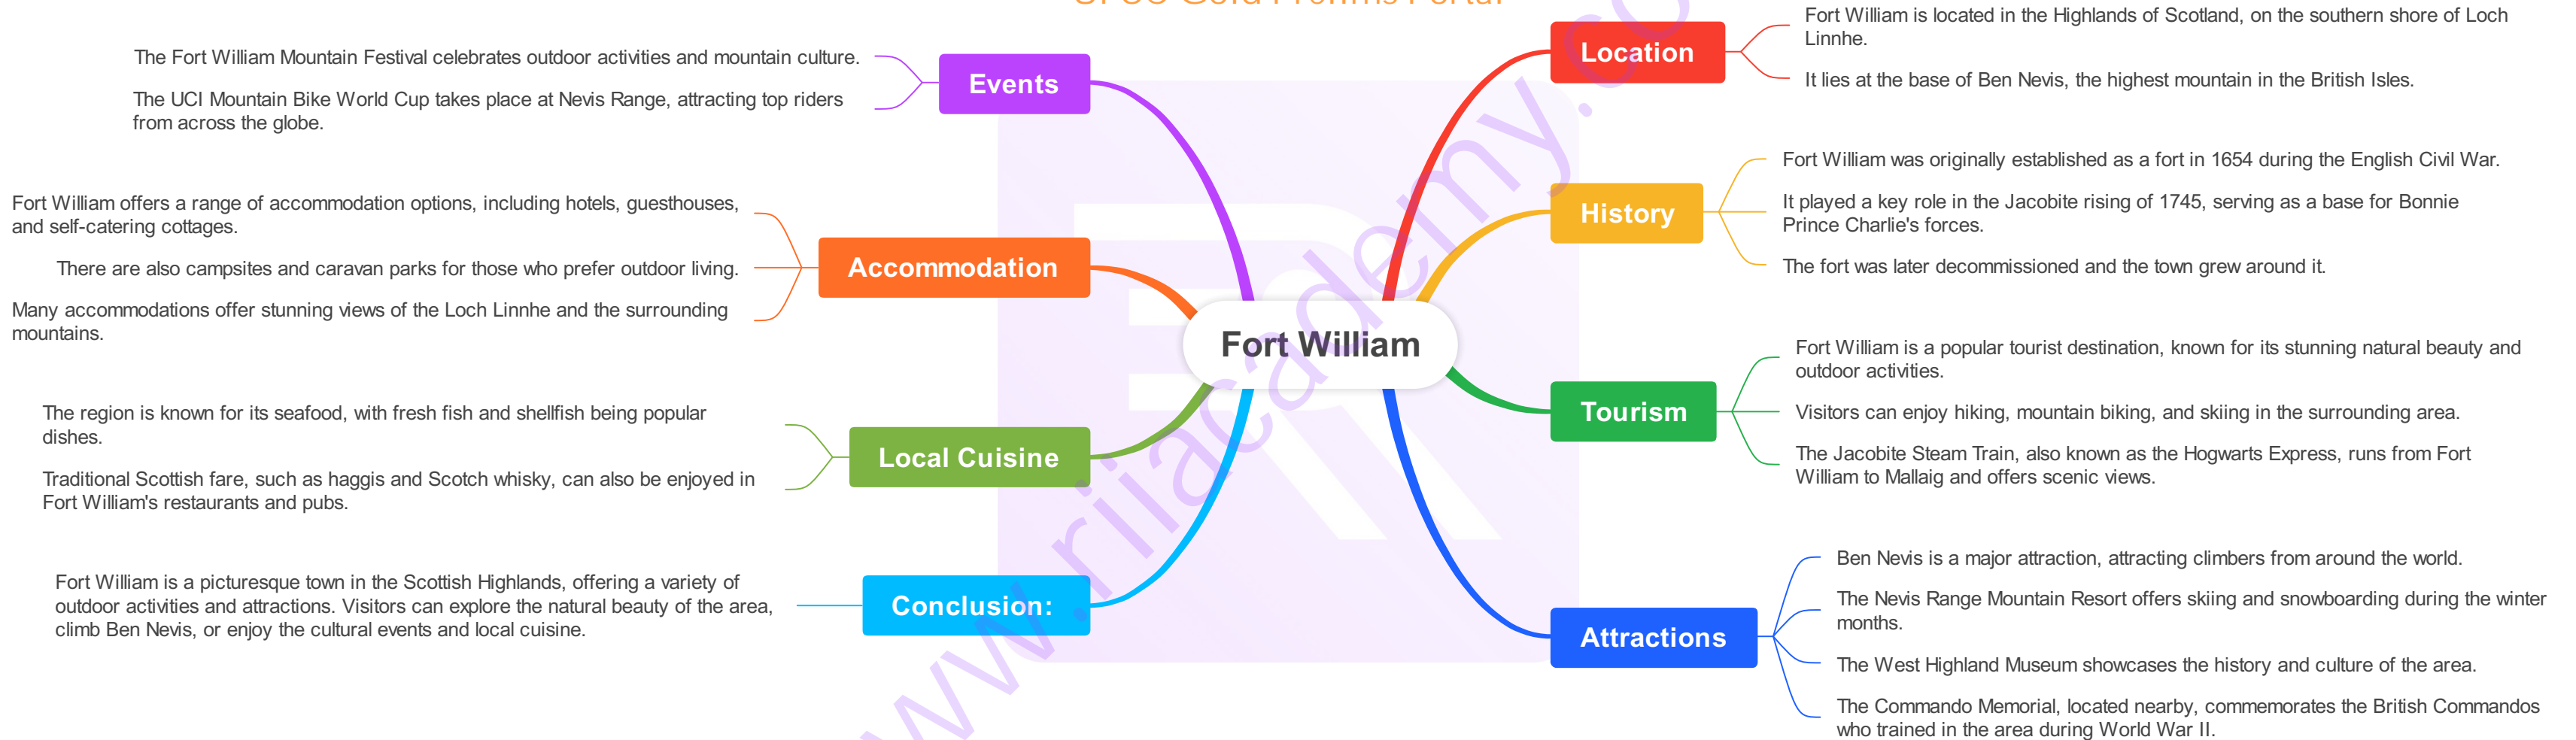 Fort William
Location
Fort William is located in the Highlands of Scotland, on the southern shore of Loch
Linnhe.
It lies at the base of Ben Nevis, the highest mountain in the British Isles.
History
Fort William was originally established as a fort in 1654 during the English Civil War.
It played a key role in the Jacobite rising of 1745, serving as a base for Bonnie
Prince Charlie's forces.
The fort was later decommissioned and the town grew around it.
Tourism
Fort William is a popular tourist destination, known for its stunning natural beauty and
outdoor activities.
Visitors can enjoy hiking, mountain biking, and skiing in the surrounding area.
The Jacobite Steam Train, also known as the Hogwarts Express, runs from Fort
William to Mallaig and offers scenic views.
Attractions
Ben Nevis is a major attraction, attracting climbers from around the world.
The Nevis Range Mountain Resort offers skiing and snowboarding during the winter
months.
The West Highland Museum showcases the history and culture of the area.
The Commando Memorial, located nearby, commemorates the British Commandos
who trained in the area during World War II.
Events
The Fort William Mountain Festival celebrates outdoor activities and mountain culture.
The UCI Mountain Bike World Cup takes place at Nevis Range, attracting top riders
from across the globe.
Accommodation
Fort William offers a range of accommodation options, including hotels, guesthouses,
and self-catering cottages.
There are also campsites and caravan parks for those who prefer outdoor living.
Many accommodations offer stunning views of the Loch Linnhe and the surrounding
mountains.
Local Cuisine
The region is known for its seafood, with fresh fish and shellfish being popular
dishes.
Traditional Scottish fare, such as haggis and Scotch whisky, can also be enjoyed in
Fort William's restaurants and pubs.
Conclusion:
Fort William is a picturesque town in the Scottish Highlands, offering a variety of
outdoor activities and attractions. Visitors can explore the natural beauty of the area,
climb Ben Nevis, or enjoy the cultural events and local cuisine.